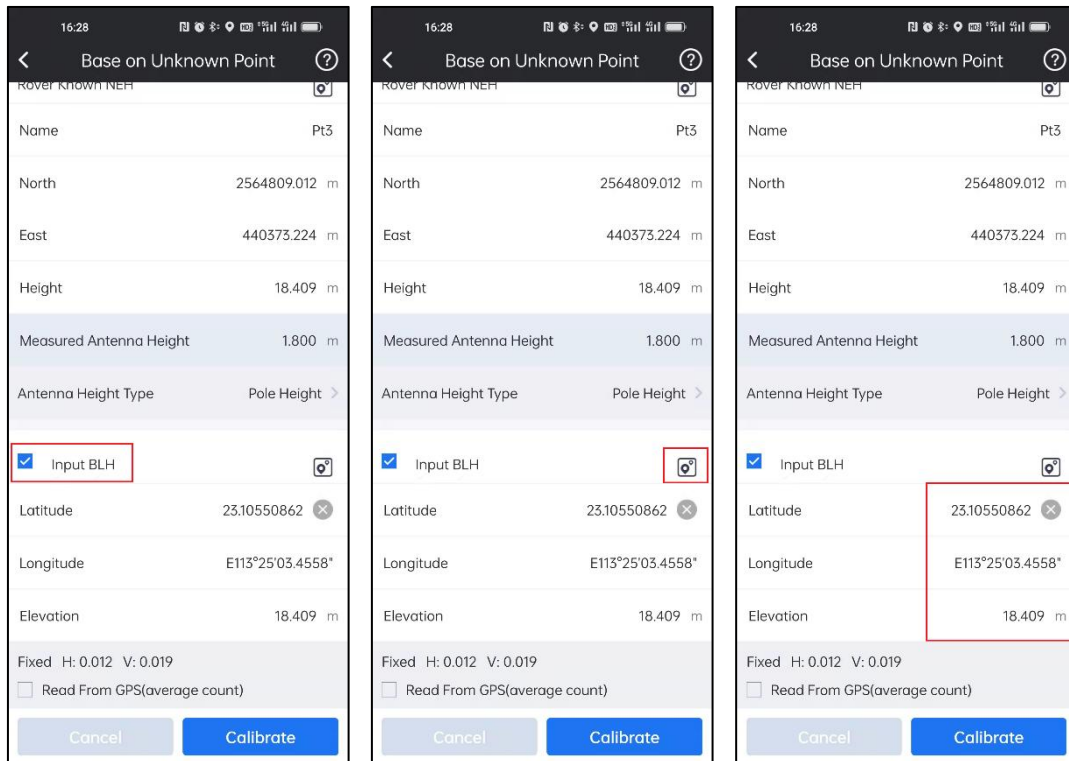 16:28
Base on Unknown Point
Rover Known NEH
Name Pt3
North 2564809.012 m
East 440373.224 m
Height 18.409 m
Measured Antenna Height 1.800 m
Antenna Height Type Pole Height
Input BLH
Latitude 23.10550862
Longitude E113°25'03.4558"
Elevation 18.409 m
Fixed H: 0.012 V: 0.019
Read From GPS(average count)
Cancel Calibrate
16:28
Base on Unknown Point
Rover Known NEH
Name Pt3
North 2564809.012 m
East 440373.224 m
Height 18.409 m
Measured Antenna Height 1.800 m
Antenna Height Type Pole Height
Input BLH
Latitude 23.10550862
Longitude E113°25'03.4558"
Elevation 18.409 m
Fixed H: 0.012 V: 0.019
Read From GPS(average count)
Cancel Calibrate
16:28
Base on Unknown Point
Rover Known NEH
Name Pt3
North 2564809.012 m
East 440373.224 m
Height 18.409 m
Measured Antenna Height 1.800 m
Antenna Height Type Pole Height
Input BLH
Latitude 23.10550862
Longitude E113°25'03.4558"
Elevation 18.409 m
Fixed H: 0.012 V: 0.019
Read From GPS(average count)
Cancel Calibrate